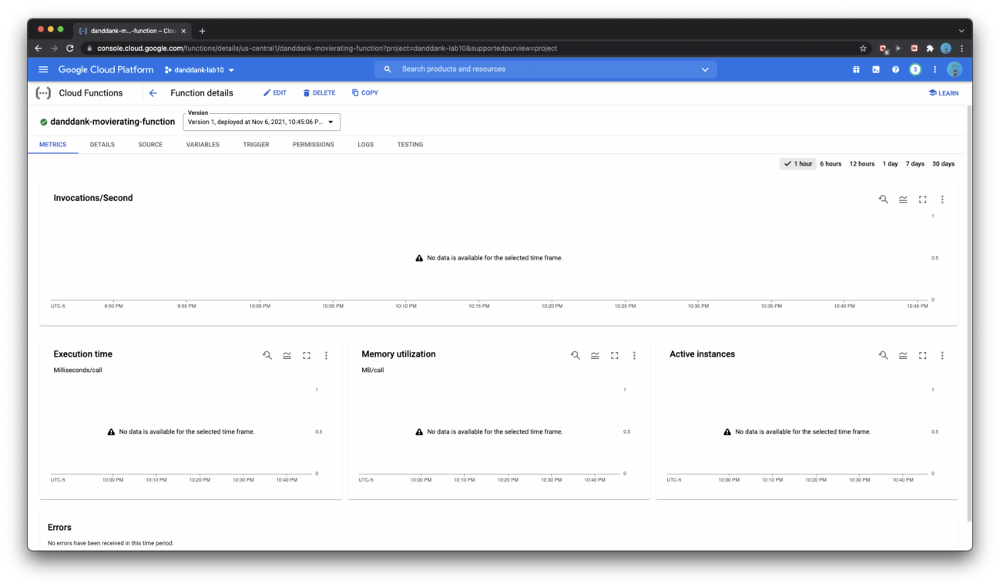 danddank-m...-function – Clou
console.cloud.google.com/functions/details/us-central1/danddank-movierating-function?project=danddank-lab10&supportedpurview=project
Google Cloud Platform danddank-lab10 Search products and resources 3
Cloud Functions Function details EDIT DELETE COPY LEARN
Version
danddank-movierating-function Version 1, deployed at Nov 6, 2021, 10:45:06 P...
METRICS DETAILS SOURCE VARIABLES TRIGGER PERMISSIONS LOGS TESTING
1 hour 6 hours 12 hours 1 day 7 days 30 days
Invocations/Second
1
No data is available for the selected time frame. 0.5
0
UTC-5 9:50 PM 9:55 PM 10:00 PM 10:05 PM 10:10 PM 10:15 PM 10:20 PM 10:25 PM 10:30 PM 10:35 PM 10:40 PM 10:45 PM
Execution time
Milliseconds/call
1
No data is available for the selected time frame. 0.5
0
UTC-5 10:00 PM 10:10 PM 10:20 PM 10:30 PM 10:40 PM
Memory utilization
MB/call
1
No data is available for the selected time frame. 0.5
0
UTC-5 10:00 PM 10:10 PM 10:20 PM 10:30 PM 10:40 PM
Active instances
1
No data is available for the selected time frame. 0.5
0
UTC-5 10:00 PM 10:10 PM 10:20 PM 10:30 PM 10:40 PM
Errors
No errors have been received in this time period.